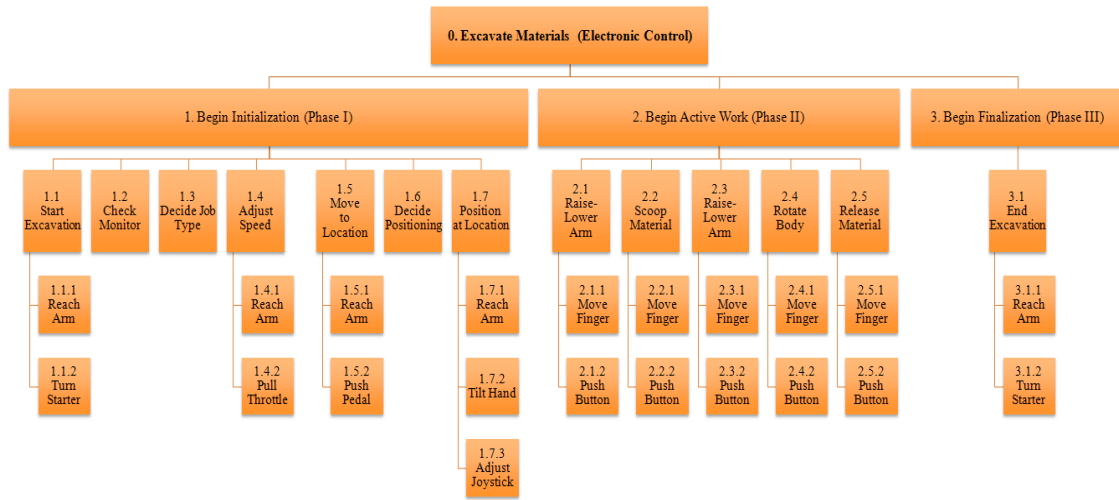 0. Excavate Materials (Electronic Control)
1. Begin Initialization (Phase I)
2. Begin Active Work (Phase II)
3. Begin Finalization (Phase III)
1.1
Start
Excavation
1.2
Check
Monitor
1.3
Decide Job
Type
1.4
Adjust
Speed
1.5
Move
to
Location
1.6
Decide
Positioning
1.7
Position
at Location
2.1
Raise-
Lower
Arm
2.2
Scoop
Material
2.3
Raise-
Lower
Arm
2.4
Rotate
Body
2.5
Release
Material
3.1
End
Excavation
1.1.1
Reach
Arm
1.4.1
Reach
Arm
1.5.1
Reach
Arm
1.7.1
Reach
Arm
2.1.1
Move
Finger
2.2.1
Move
Finger
2.3.1
Move
Finger
2.4.1
Move
Finger
2.5.1
Move
Finger
3.1.1
Reach
Arm
1.1.2
Turn
Starter
1.4.2
Pull
Throttle
1.5.2
Push
Pedal
1.7.2
Tilt Hand
2.1.2
Push
Button
2.2.2
Push
Button
2.3.2
Push
Button
2.4.2
Push
Button
2.5.2
Push
Button
3.1.2
Turn
Starter
1.7.3
Adjust
Joystick